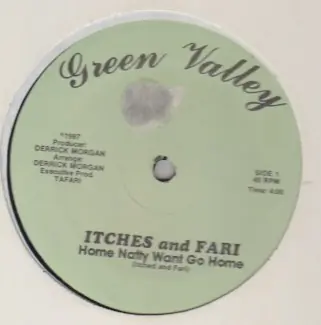 Green Valley
*1987
Producer:
DERRICK MORGAN
Arrange:
DERRICK MORGAN
Executive Prod.
TAFARI
SIDE 1
45 RPM
Time: 4:00
ITCHES and FARI
Home Natty Want Go Home
(Itches and Fari)